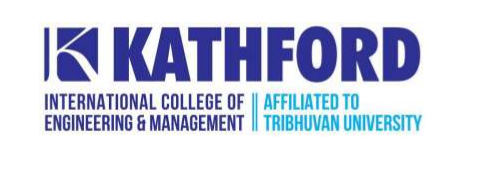 KATHFORD
INTERNATIONAL COLLEGE OF
ENGINEERING & MANAGEMENT
AFFILIATED TO
TRIBHUVAN UNIVERSITY